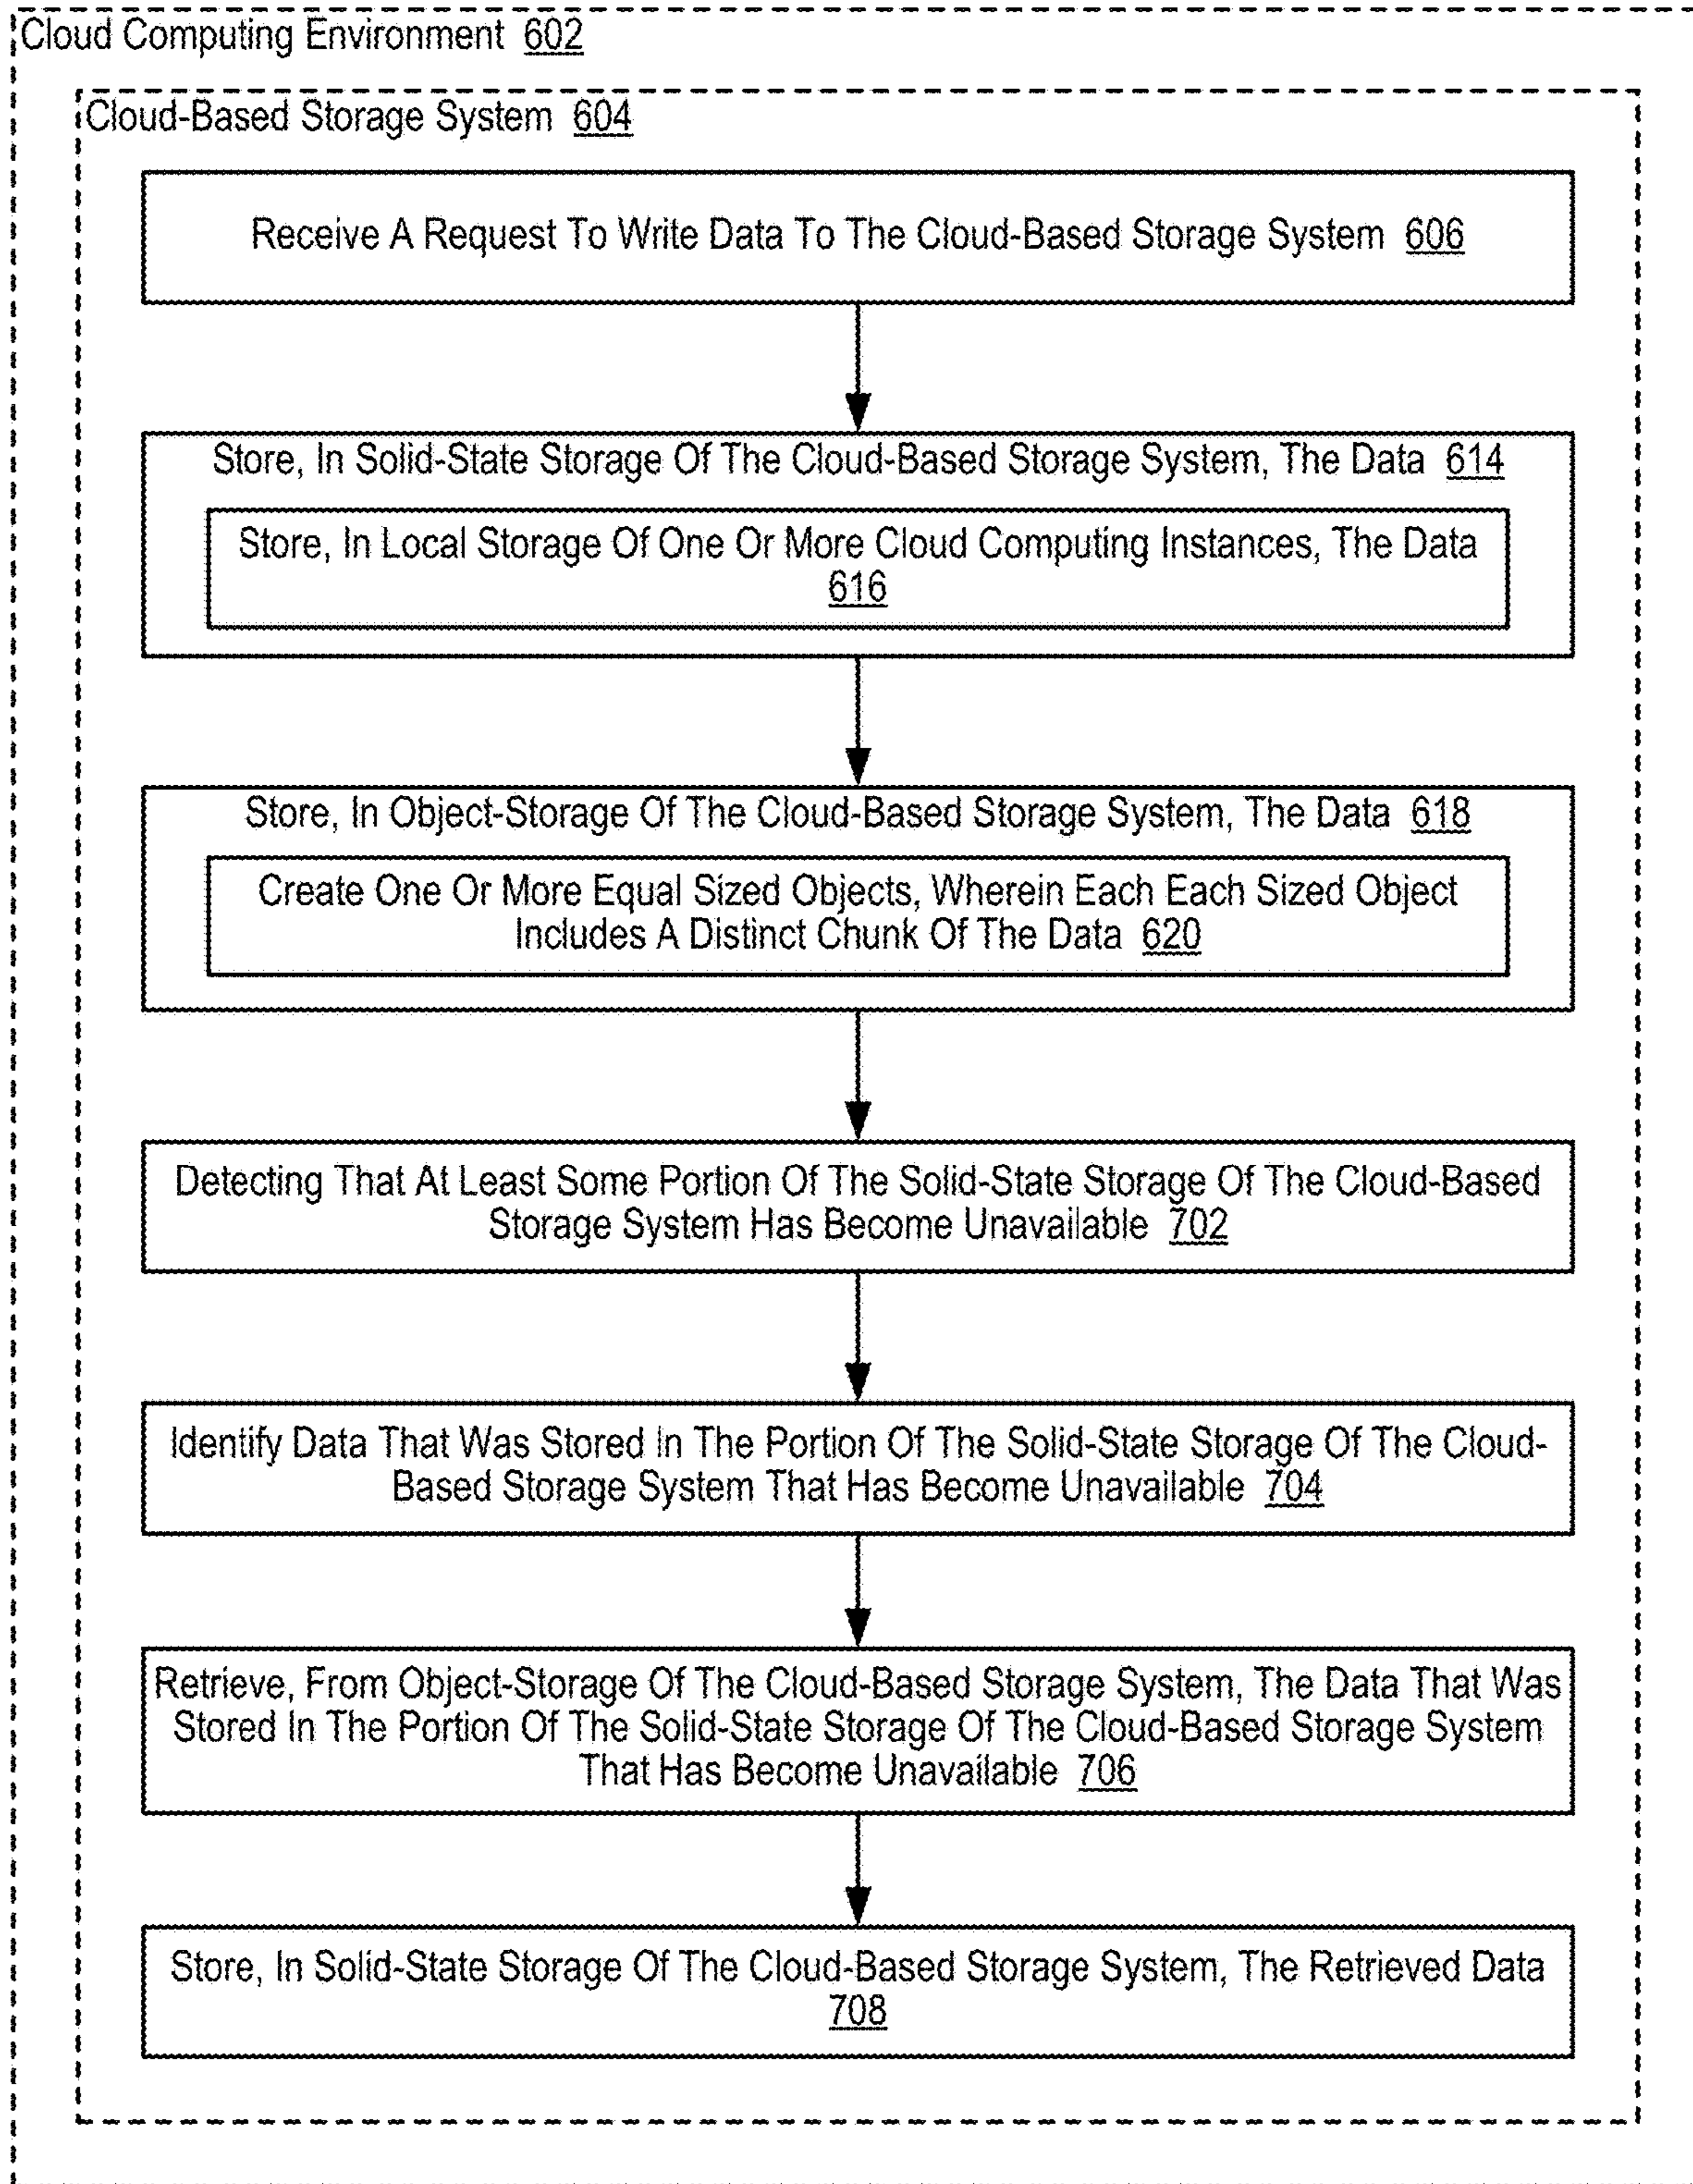 Cloud Computing Environment 602
Cloud-Based Storage System 604
Receive A Request To Write Data To The Cloud-Based Storage System 606
Store, In Solid-State Storage Of The Cloud-Based Storage System, The Data 614
Store, In Local Storage Of One Or More Cloud Computing Instances, The Data
616
Store, In Object-Storage Of The Cloud-Based Storage System, The Data 618
Create One Or More Equal Sized Objects, Wherein Each Each Sized Object
Includes A Distinct Chunk Of The Data 620
Detecting That At Least Some Portion Of The Solid-State Storage Of The Cloud-Based
Storage System Has Become Unavailable 702
Identify Data That Was Stored In The Portion Of The Solid-State Storage Of The Cloud-
Based Storage System That Has Become Unavailable 704
Retrieve, From Object-Storage Of The Cloud-Based Storage System, The Data That Was
Stored In The Portion Of The Solid-State Storage Of The Cloud-Based Storage System
That Has Become Unavailable 706
Store, In Solid-State Storage Of The Cloud-Based Storage System, The Retrieved Data
708